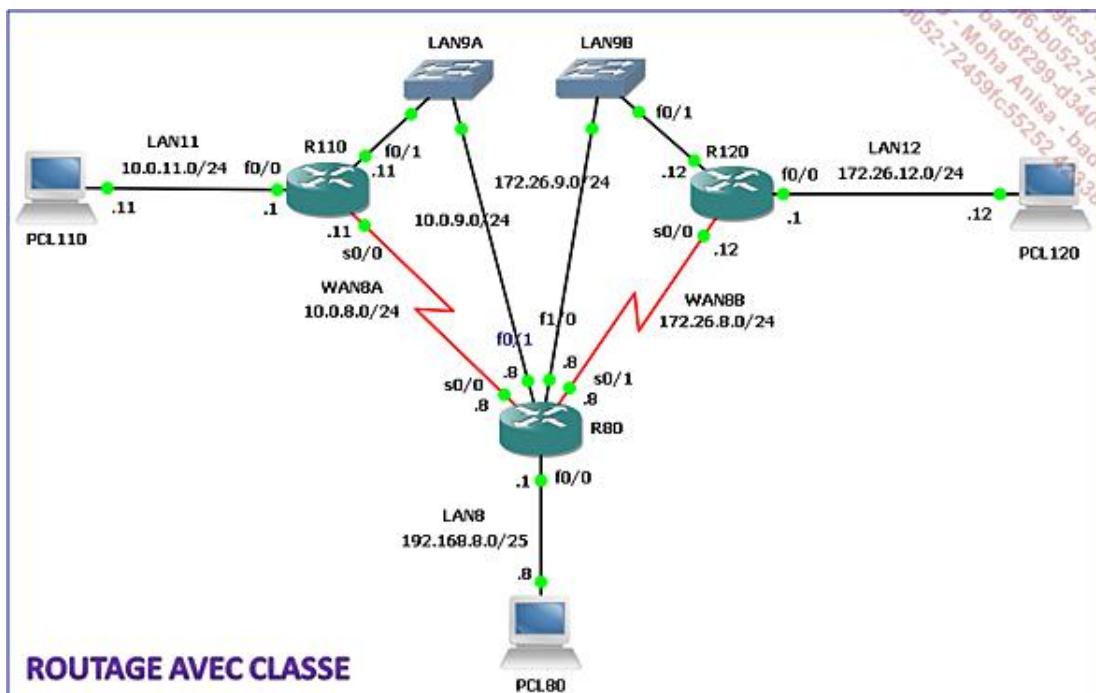 LAN9A
LAN9B
LAN11
10.0.11.0/24
f0/0
R110
f0/1
.11
f0/1
R120
.12
LAN12
f0/0
172.26.12.0/24
.11
.1
PCL110
.11
s0/0
10.0.9.0/24
172.26.9.0/24
s0/0
.12
.1
.12
PCL120
WAN8A
10.0.8.0/24
WAN8B
172.26.8.0/24
f0/1
f1/0
s0/0
.8
.8
.8
s0/1
.8
R80
.1
f0/0
LAN8
192.168.8.0/25
.8
PCL80
ROUTAGE AVEC CLASSE